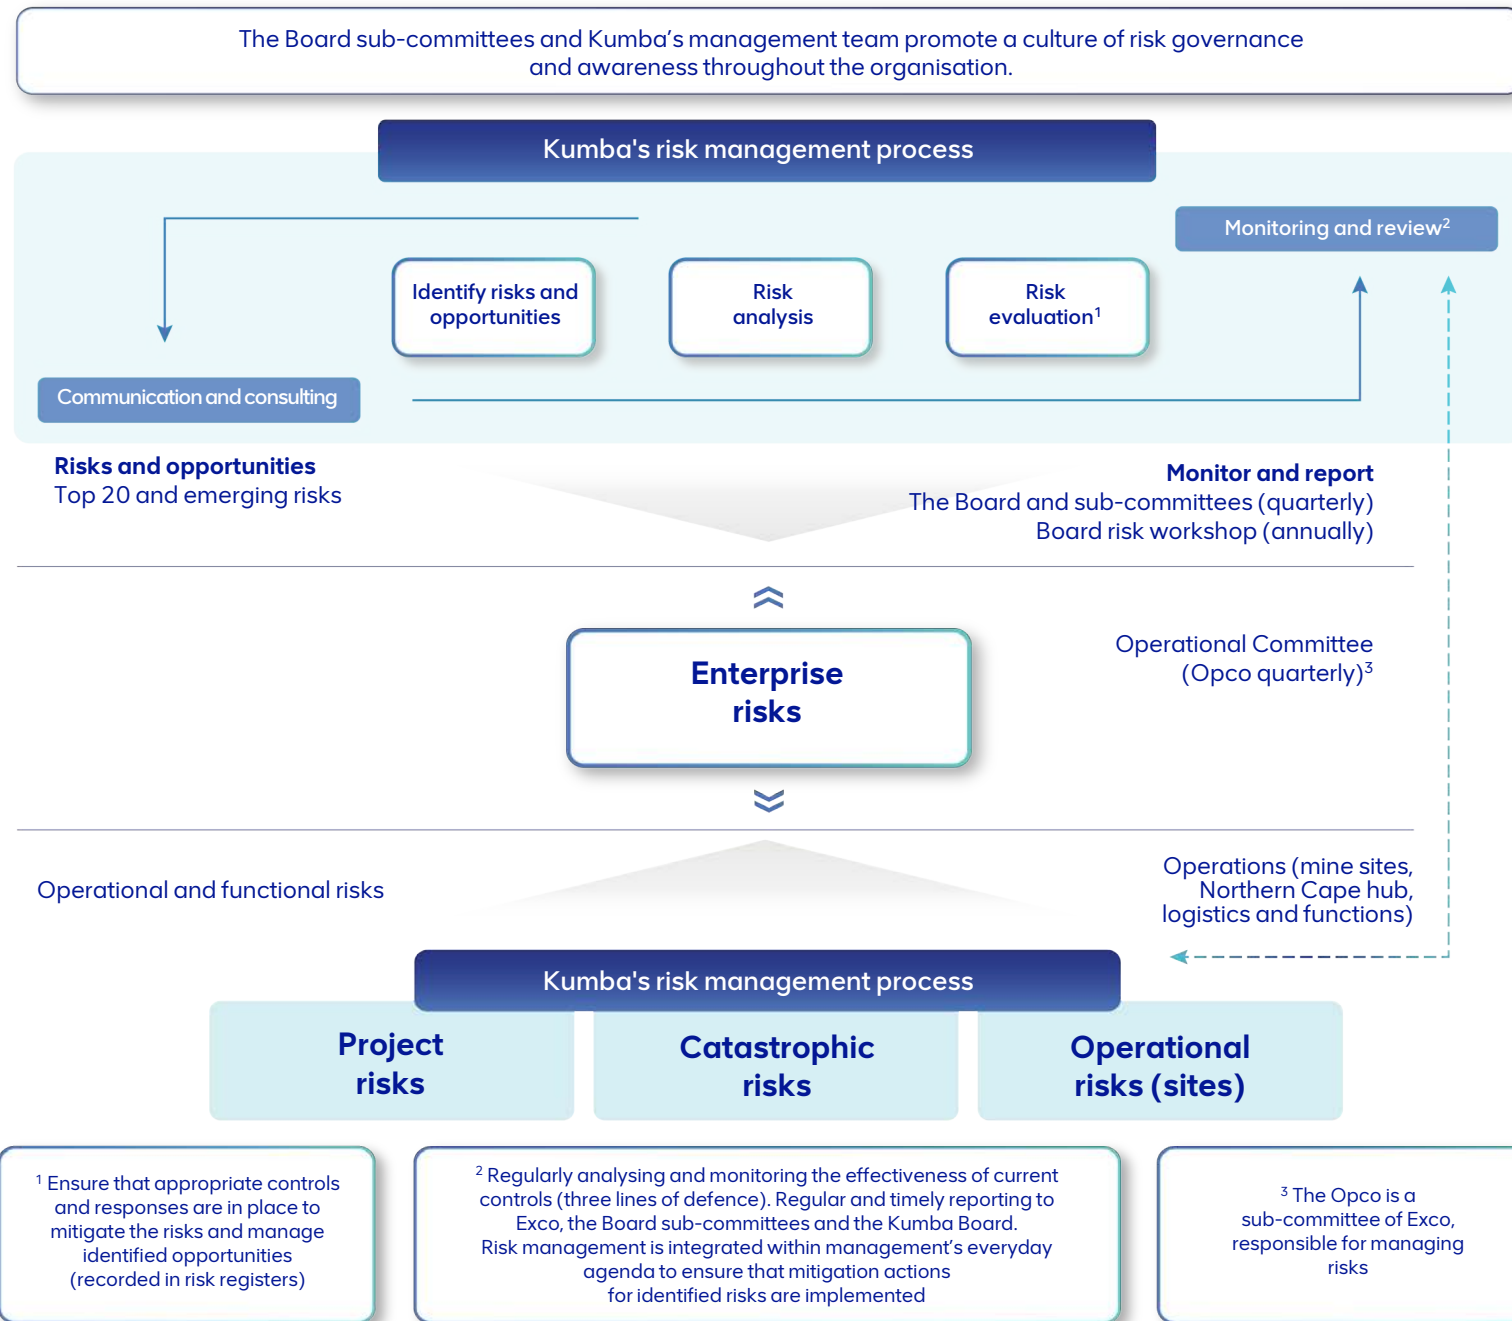 The Board sub-committees and Kumba’s management team promote a culture of risk governance
and awareness throughout the organisation.
Kumba's risk management process
Monitoring and review²
Identify risks and
opportunities
Risk
analysis
Risk
evaluation¹
Communication and consulting
Risks and opportunities
Top 20 and emerging risks
Monitor and report
The Board and sub-committees (quarterly)
Board risk workshop (annually)
Enterprise
risks
Operational Committee
(Opco quarterly)³
Operational and functional risks
Operations (mine sites,
Northern Cape hub,
logistics and functions)
Kumba's risk management process
Project
risks
Catastrophic
risks
Operational
risks (sites)
¹ Ensure that appropriate controls
and responses are in place to
mitigate the risks and manage
identified opportunities
(recorded in risk registers)
² Regularly analysing and monitoring the effectiveness of current
controls (three lines of defence). Regular and timely reporting to
Exco, the Board sub-committees and the Kumba Board.
Risk management is integrated within management’s everyday
agenda to ensure that mitigation actions
for identified risks are implemented
³ The Opco is a
sub-committee of Exco,
responsible for managing
risks